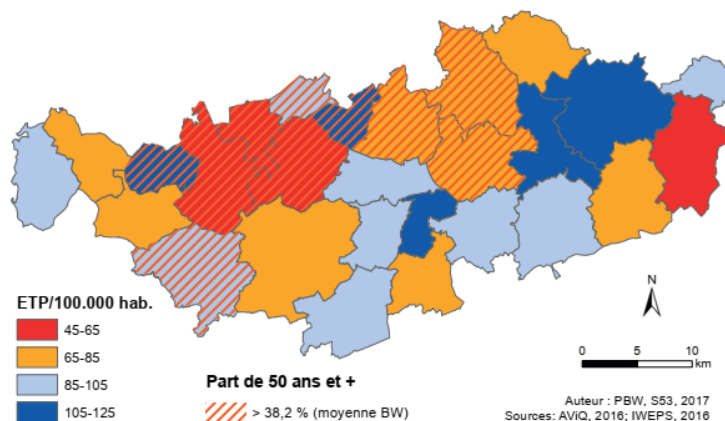 N
ETP/100.000 hab.
45-65
65-85
85-105
105-125
Part de 50 ans et +
> 38,2 % (moyenne BW)
0 5 10
km
Auteur : PBW, S53, 2017
Sources: AViQ, 2016; IWEPS, 2016